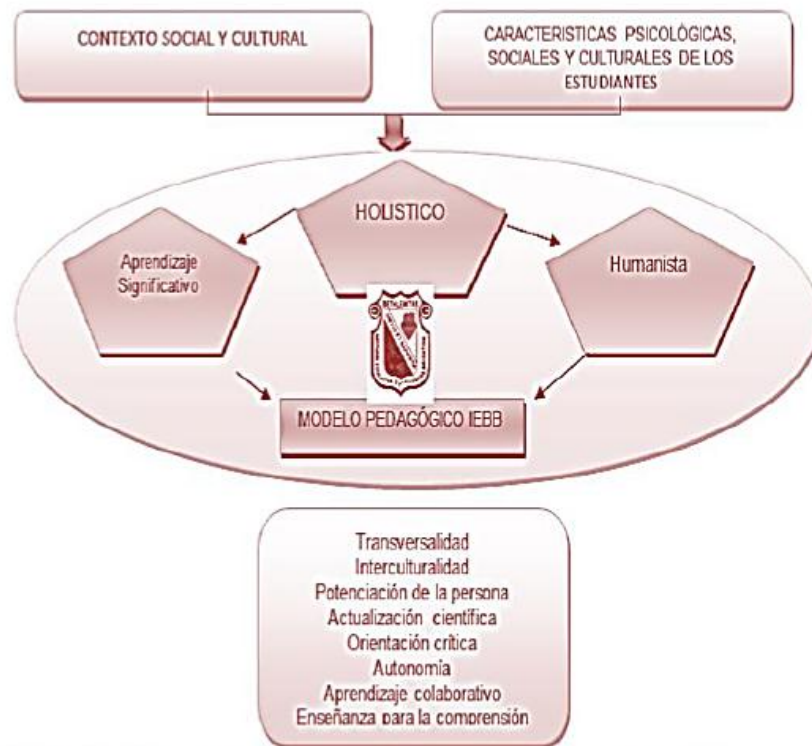 CONTEXTO SOCIAL Y CULTURAL
CARACTERISTICAS PSICOLÒGICAS,
SOCIALES Y CULTURALES DE LOS
ESTUDIANTES
HOLISTICO
Aprendizaje
Significativo
Humanista
MODELO PEDAGÓGICO IEBB
Transversalidad
Interculturalidad
Potenciación de la persona
Actualización científica
Orientación crítica
Autonomía
Aprendizaje colaborativo
Enseñanza para la comprensión